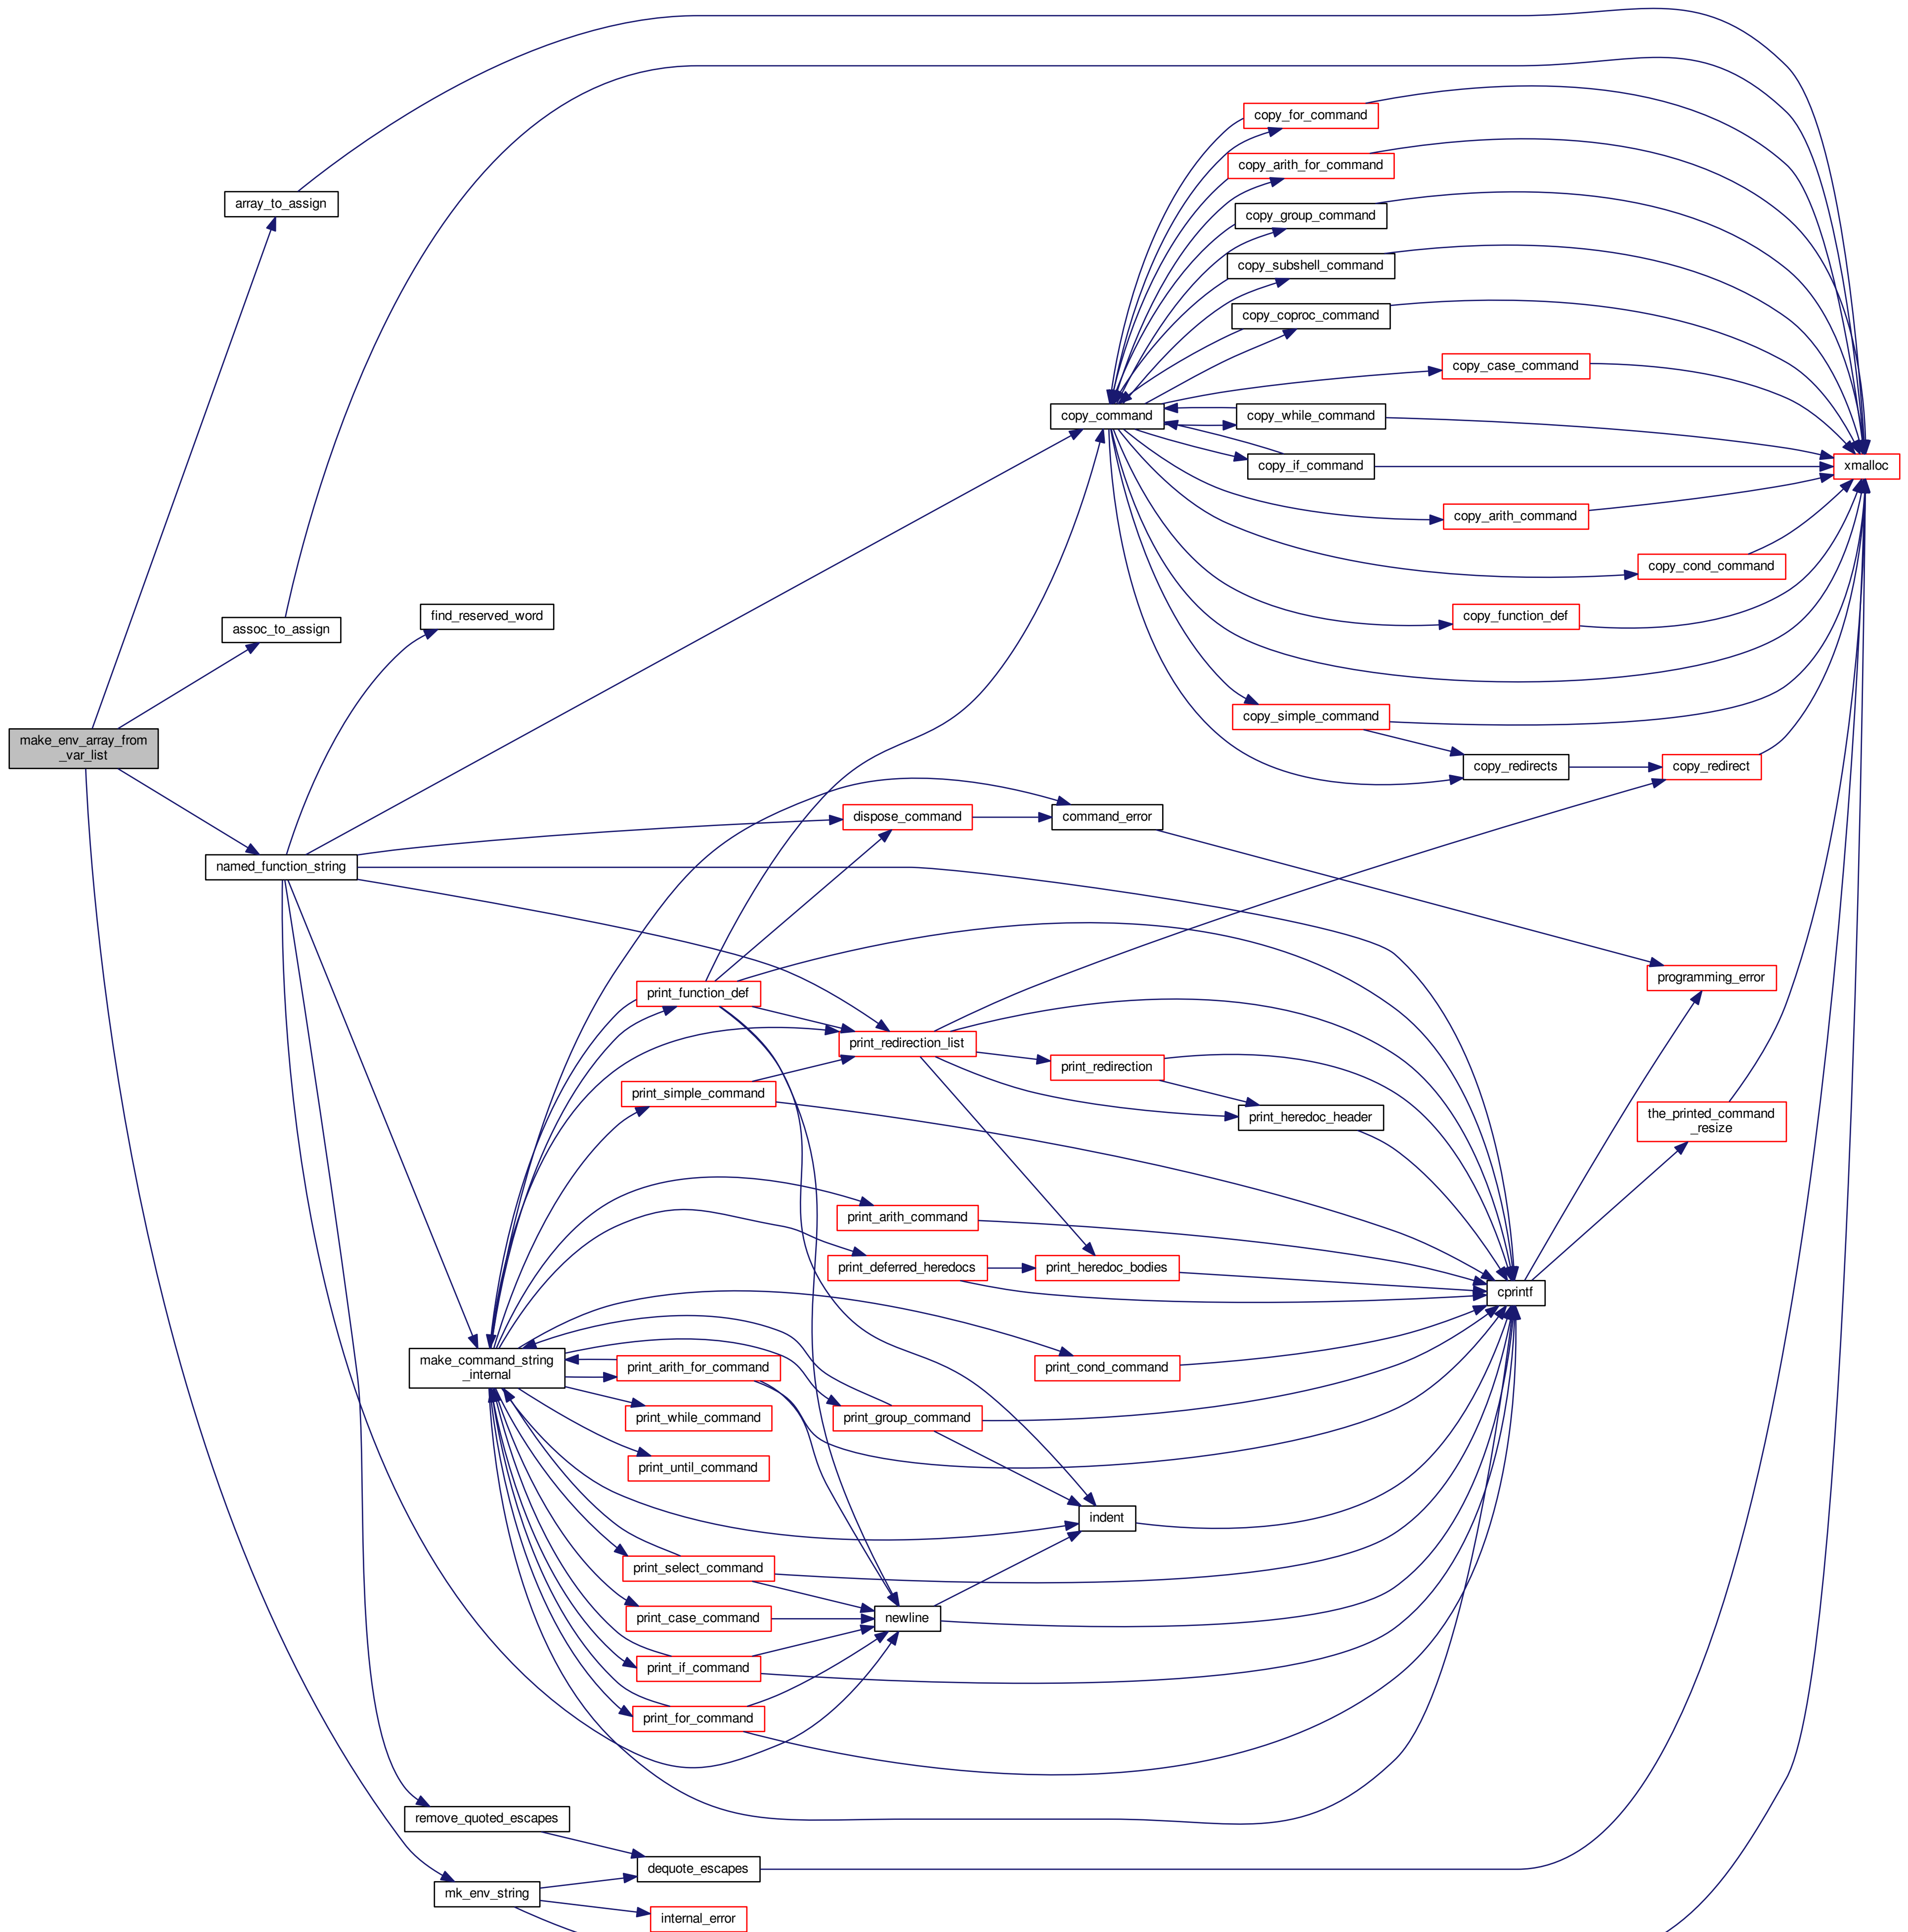 copy_for_command
copy_arith_for_command
array_to_assign
copy_group_command
copy_subshell_command
copy_coproc_command
copy_case_command
copy_command
copy_while_command
copy_if_command
xmalloc
copy_arith_command
copy_cond_command
find_reserved_word
copy_function_def
assoc_to_assign
copy_simple_command
make_env_array_from
_var_list
copy_redirects
copy_redirect
dispose_command
command_error
named_function_string
programming_error
print_function_def
print_redirection_list
print_redirection
print_simple_command
print_heredoc_header
the_printed_command
_resize
print_arith_command
print_deferred_heredocs
print_heredoc_bodies
cprintf
make_command_string
_internal
print_arith_for_command
print_cond_command
print_while_command
print_group_command
print_until_command
indent
print_select_command
print_case_command
newline
print_if_command
print_for_command
remove_quoted_escapes
dequote_escapes
mk_env_string
internal_error